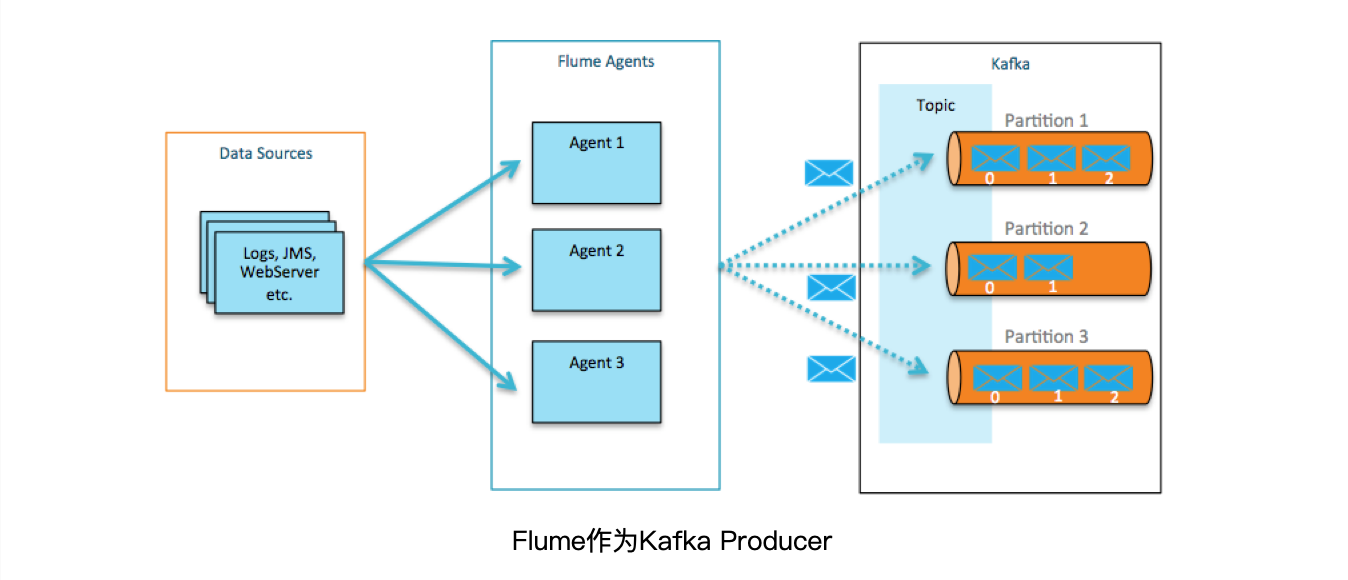 Data Sources
Logs, JMS,
WebServer
etc.
Flume Agents
Agent 1
Agent 2
Agent 3
Kafka
Topic
Partition 1
0 1 2
Partition 2
0 1
Partition 3
0 1 2
Flume作为Kafka Producer